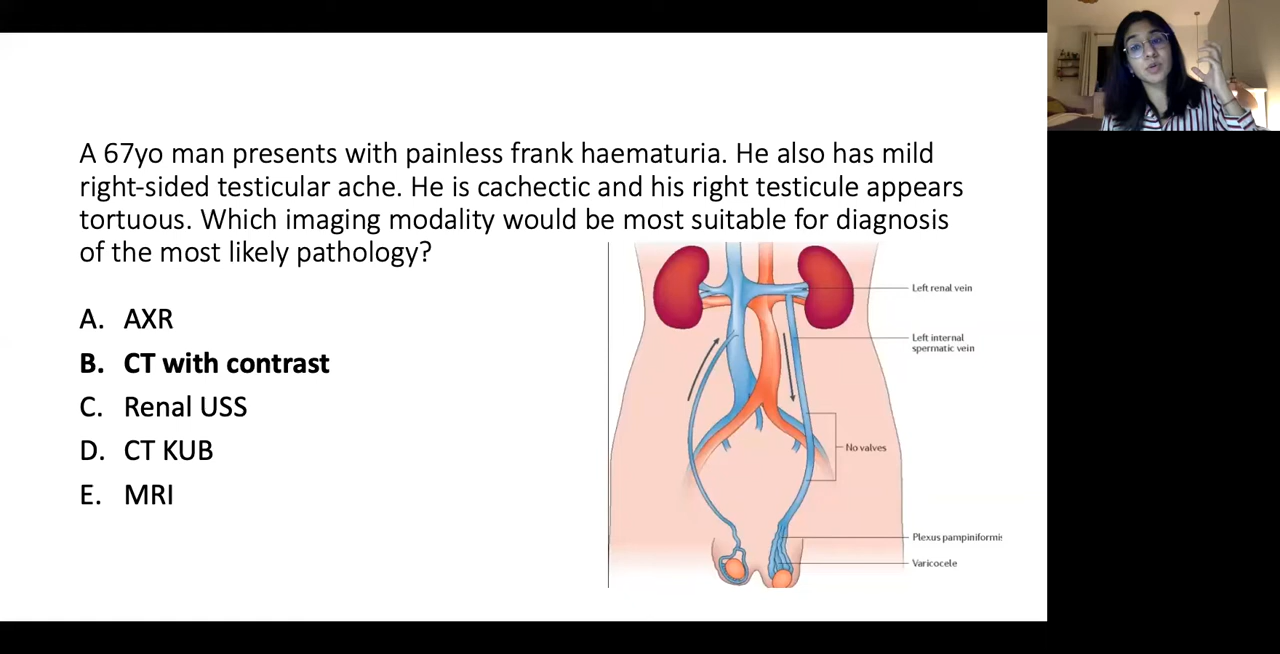 A 67yo man presents with painless frank haematuria. He also has mild
right-sided testicular ache. He is cachectic and his right testicule appears
tortuous. Which imaging modality would be most suitable for diagnosis
of the most likely pathology?
A. AXR
B. CT with contrast
C. Renal USS
D. CT KUB
E. MRI
Left renal vein
Left internal
spermatic vein
No valves
Plexus pampiniformis
Varicocele